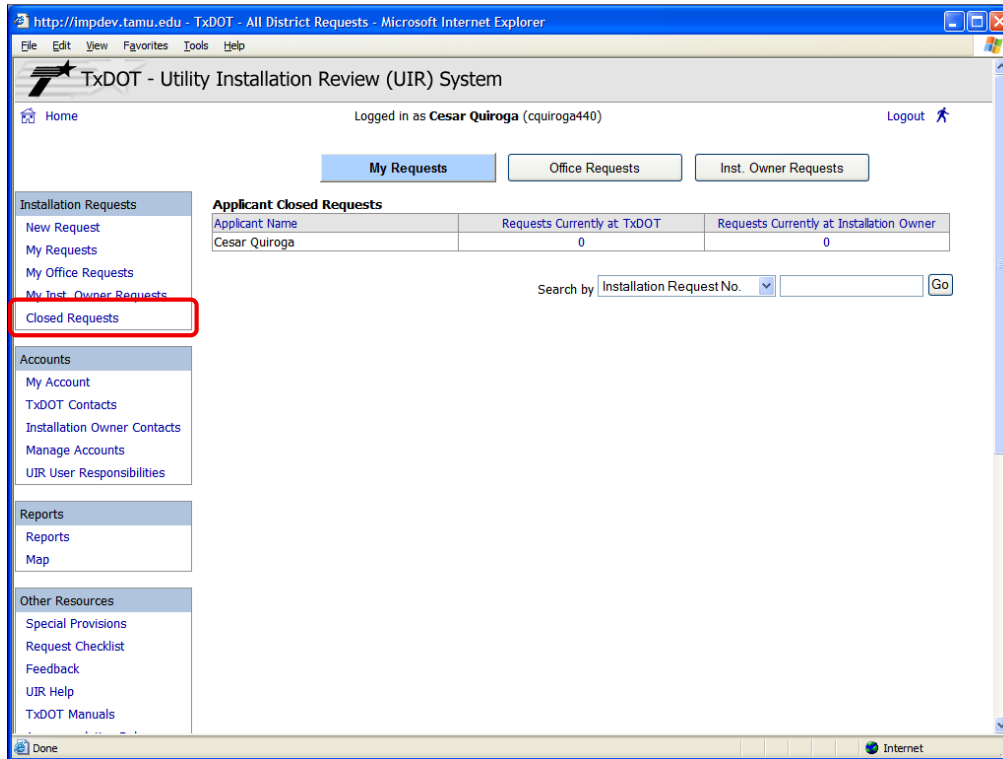 http://impdev.tamu.edu - TxDOT - All District Requests - Microsoft Internet Explorer
File Edit View Favorites Tools Help
TxDOT - Utility Installation Review (UIR) System
Home Logged in as Cesar Quiroga (cquiroga440) Logout
My Requests Office Requests Inst. Owner Requests
Installation Requests
New Request
My Requests
My Office Requests
My Inst. Owner Requests
Closed Requests
Accounts
My Account
TxDOT Contacts
Installation Owner Contacts
Manage Accounts
UIR User Responsibilities
Reports
Reports
Map
Other Resources
Special Provisions
Request Checklist
Feedback
UIR Help
TxDOT Manuals
Applicant Closed Requests
Applicant Name Requests Currently at TxDOT Requests Currently at Installation Owner
Cesar Quiroga 0 0
Search by Installation Request No. Go
Done Internet